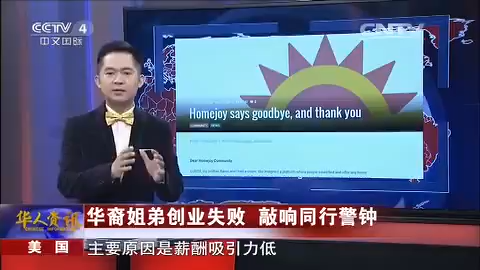 CCTV 4
中文国际
CCTV.com
Homejoy says goodbye, and thank you
Dear Homejoy Community
华人资讯
华裔姐弟创业失败 敲响同行警钟
美国
主要原因是薪酬吸引力低